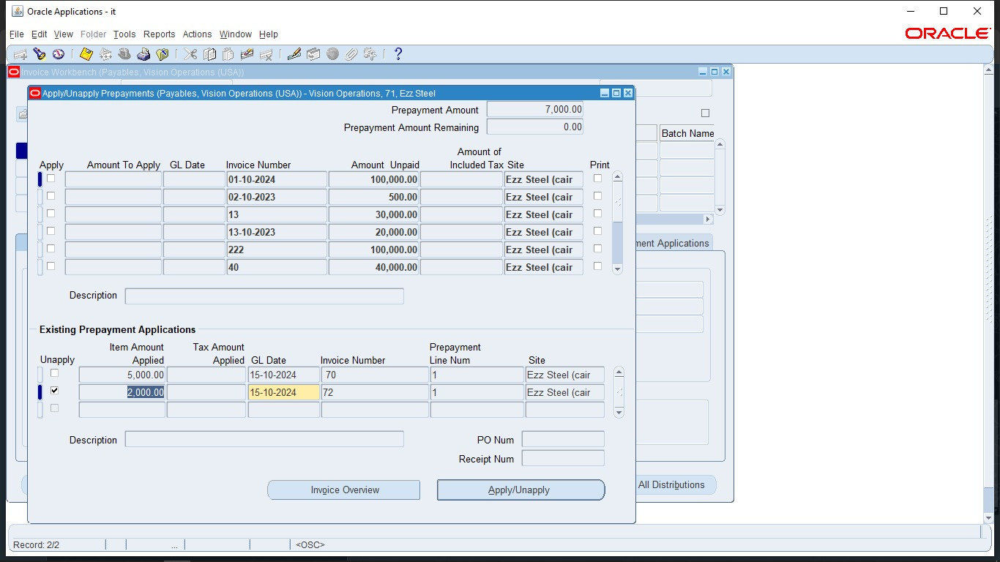 Oracle Applications - it
File Edit View Folder Tools Reports Actions Window Help
ORACLE
Invoice Workbench (Payables, Vision Operations (USA))
Apply/Unapply Prepayments (Payables, Vision Operations (USA)) - Vision Operations, 71, Ezz Steel
Prepayment Amount 7,000.00
Prepayment Amount Remaining 0.00
Batch Name
Amount of
Apply Amount To Apply GL Date Invoice Number Amount Unpaid Included Tax Site Print
01-10-2024 100,000.00 Ezz Steel (cair
02-10-2023 500.00 Ezz Steel (cair
13 30,000.00 Ezz Steel (cair
13-10-2023 20,000.00 Ezz Steel (cair
222 100,000.00 Ezz Steel (cair
40 40,000.00 Ezz Steel (cair
ment Applications
Description
Existing Prepayment Applications
Item Amount Tax Amount Prepayment
Unapply Applied Applied GL Date Invoice Number Line Num Site
5,000.00 15-10-2024 70 1 Ezz Steel (cair
2,000.00 15-10-2024 72 1 Ezz Steel (cair
Description PO Num
Receipt Num
Invoice Overview Apply/Unapply All Distributions
Record: 2/2 ... <OSC>